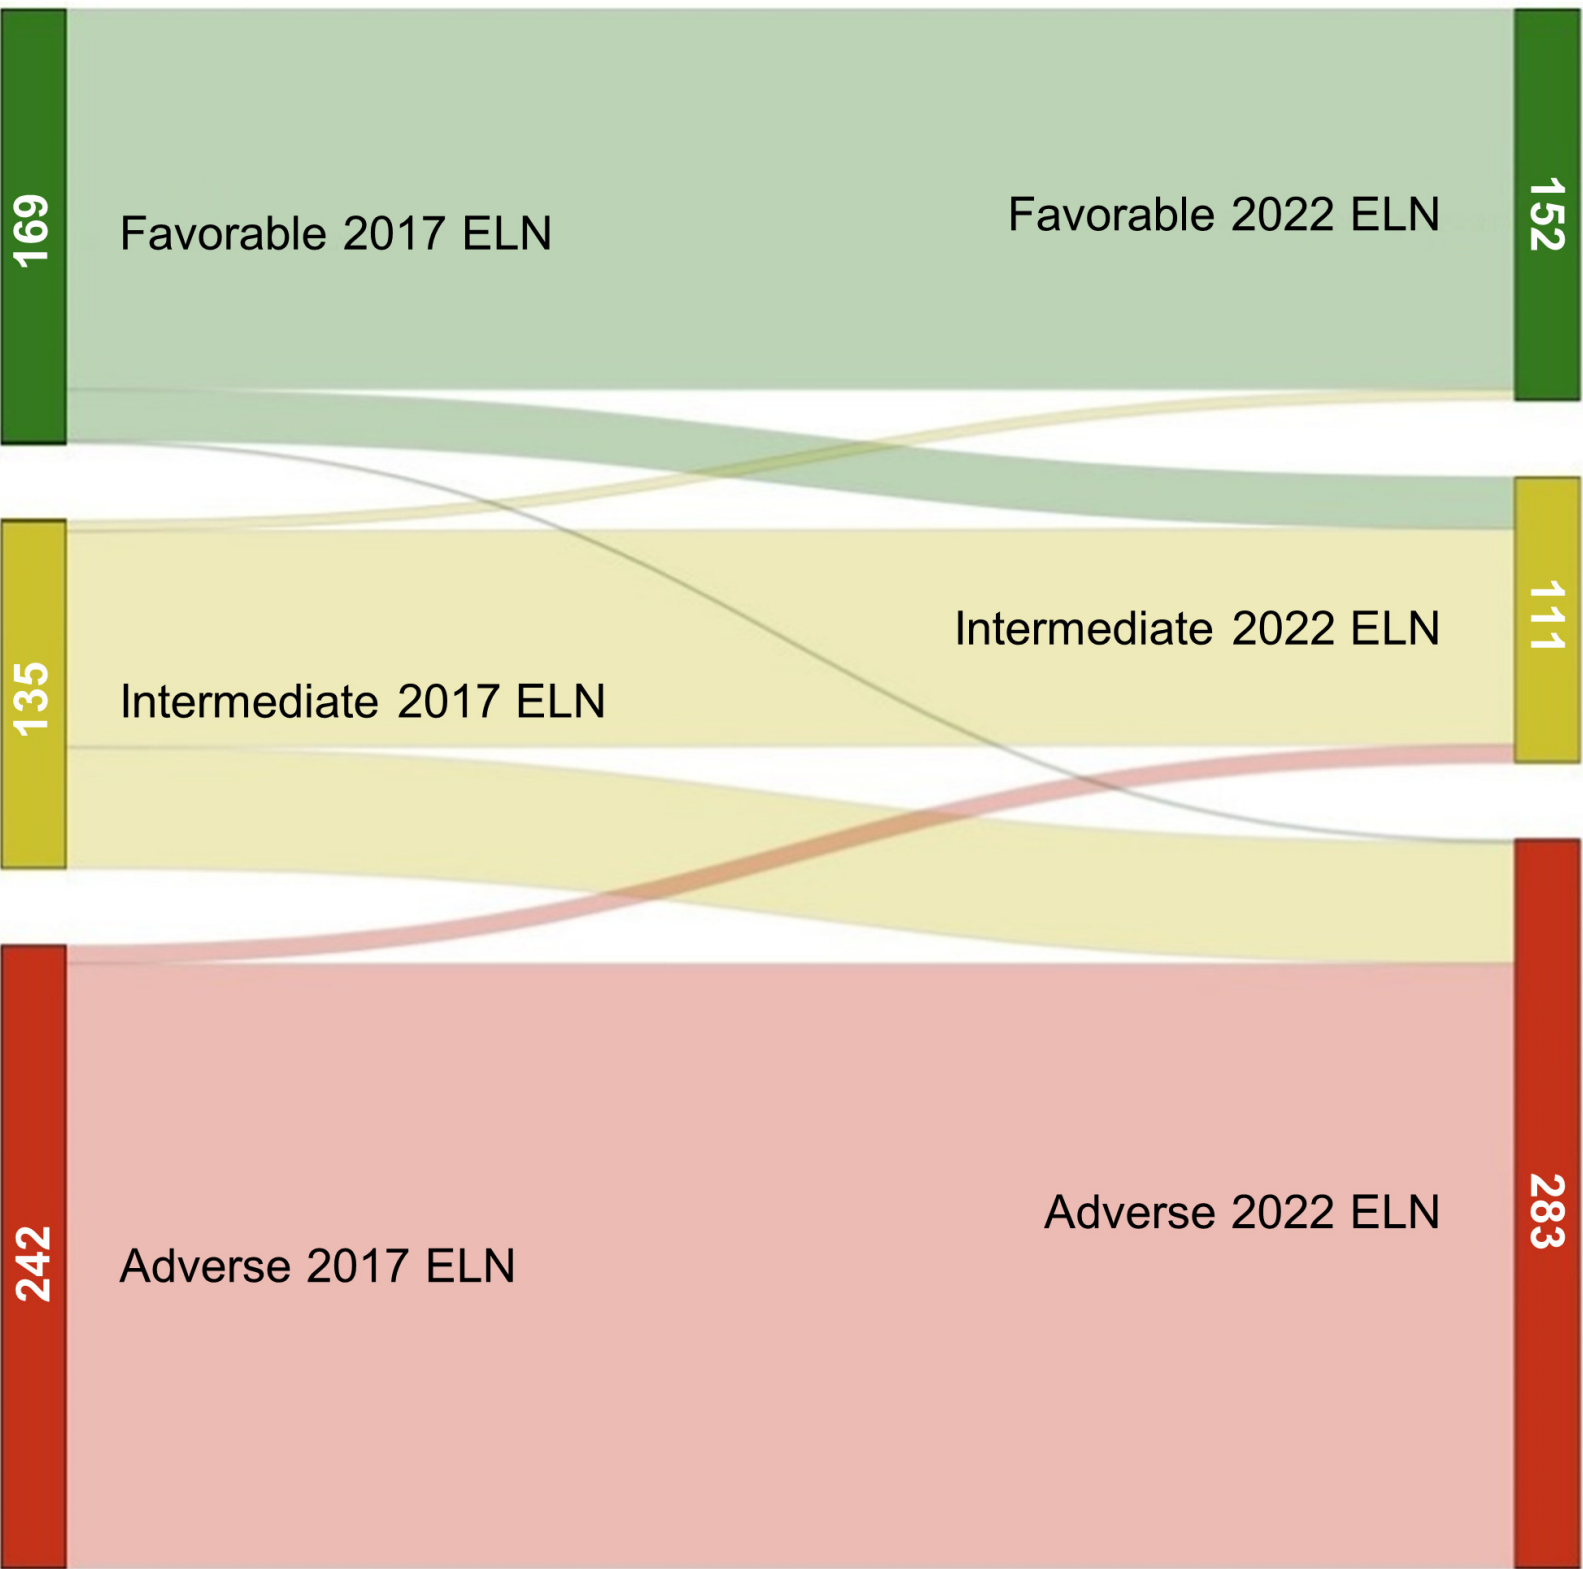 169
Favorable 2017 ELN
Favorable 2022 ELN
152
135
Intermediate 2017 ELN
Intermediate 2022 ELN
111
242
Adverse 2017 ELN
Adverse 2022 ELN
283